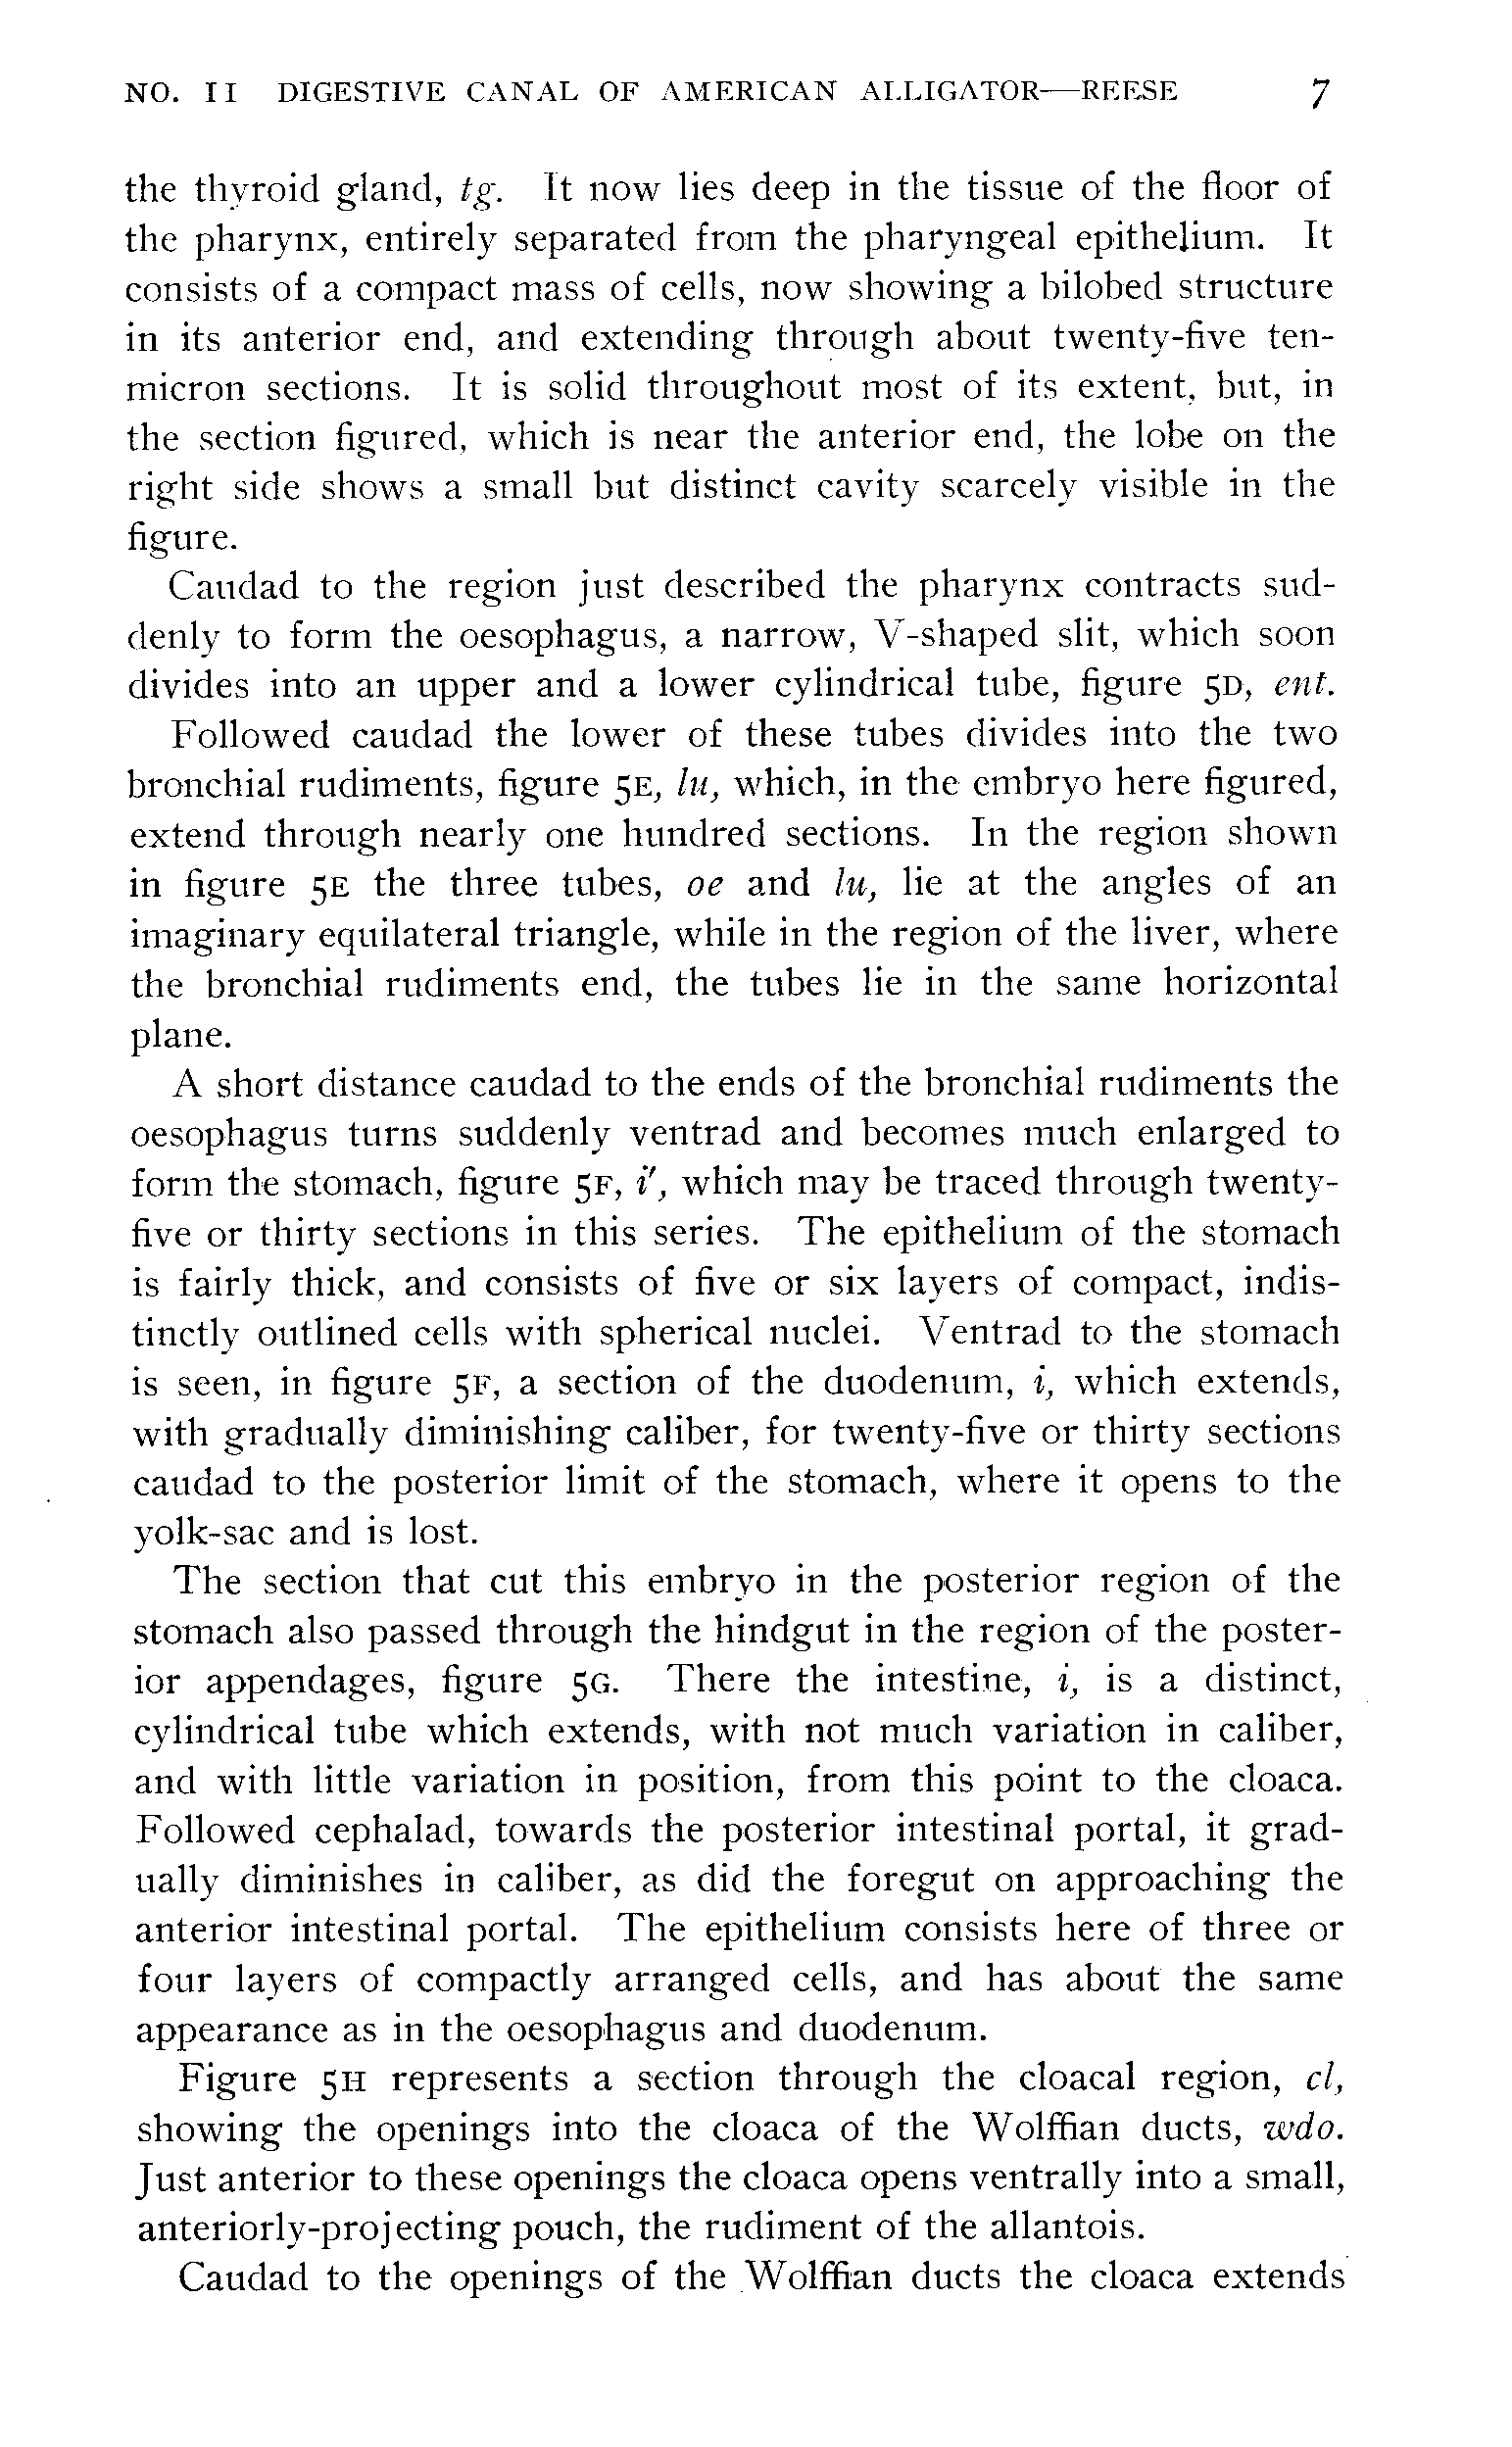 NO. 11 DIGESTIVE CANAL OF AMERICAN ALLIGATOR—REESE 7
the thyroid gland, tg. It now lies deep in the tissue of the floor of
the pharynx, entirely separated from the pharyngeal epithelium. It
consists of a compact mass of cells, now showing a bilobed structure
in its anterior end, and extending through about twenty-five ten-
micron sections. It is solid throughout most of its extent, but, in
the section figured, which is near the anterior end, the lobe on the
right side shows a small but distinct cavity scarcely visible in the
figure.
Caudad to the region just described the pharynx contracts sud-
denly to form the oesophagus, a narrow, V-shaped slit, which soon
divides into an upper and a lower cylindrical tube, figure 5D, ent.
Followed caudad the lower of these tubes divides into the two
bronchial rudiments, figure 5E, lu, which, in the embryo here figured,
extend through nearly one hundred sections. In the region shown
in figure 5E the three tubes, oe and lu, lie at the angles of an
imaginary equilateral triangle, while in the region of the liver, where
the bronchial rudiments end, the tubes lie in the same horizontal
plane.
A short distance caudad to the ends of the bronchial rudiments the
oesophagus turns suddenly ventrad and becomes much enlarged to
form the stomach, figure 5F, i', which may be traced through twenty-
five or thirty sections in this series. The epithelium of the stomach
is fairly thick, and consists of five or six layers of compact, indis-
tinctly outlined cells with spherical nuclei. Ventrad to the stomach
is seen, in figure 5F, a section of the duodenum, i, which extends,
with gradually diminishing caliber, for twenty-five or thirty sections
caudad to the posterior limit of the stomach, where it opens to the
yolk-sac and is lost.
The section that cut this embryo in the posterior region of the
stomach also passed through the hindgut in the region of the poster-
ior appendages, figure 5G. There the intestine, i, is a distinct,
cylindrical tube which extends, with not much variation in caliber,
and with little variation in position, from this point to the cloaca.
Followed cephalad, towards the posterior intestinal portal, it grad-
ually diminishes in caliber, as did the foregut on approaching the
anterior intestinal portal. The epithelium consists here of three or
four layers of compactly arranged cells, and has about the same
appearance as in the oesophagus and duodenum.
Figure 5H represents a section through the cloacal region, cl,
showing the openings into the cloaca of the Wolffian ducts, wdo.
Just anterior to these openings the cloaca opens ventrally into a small,
anteriorly-projecting pouch, the rudiment of the allantois.
Caudad to the openings of the Wolffian ducts the cloaca extends